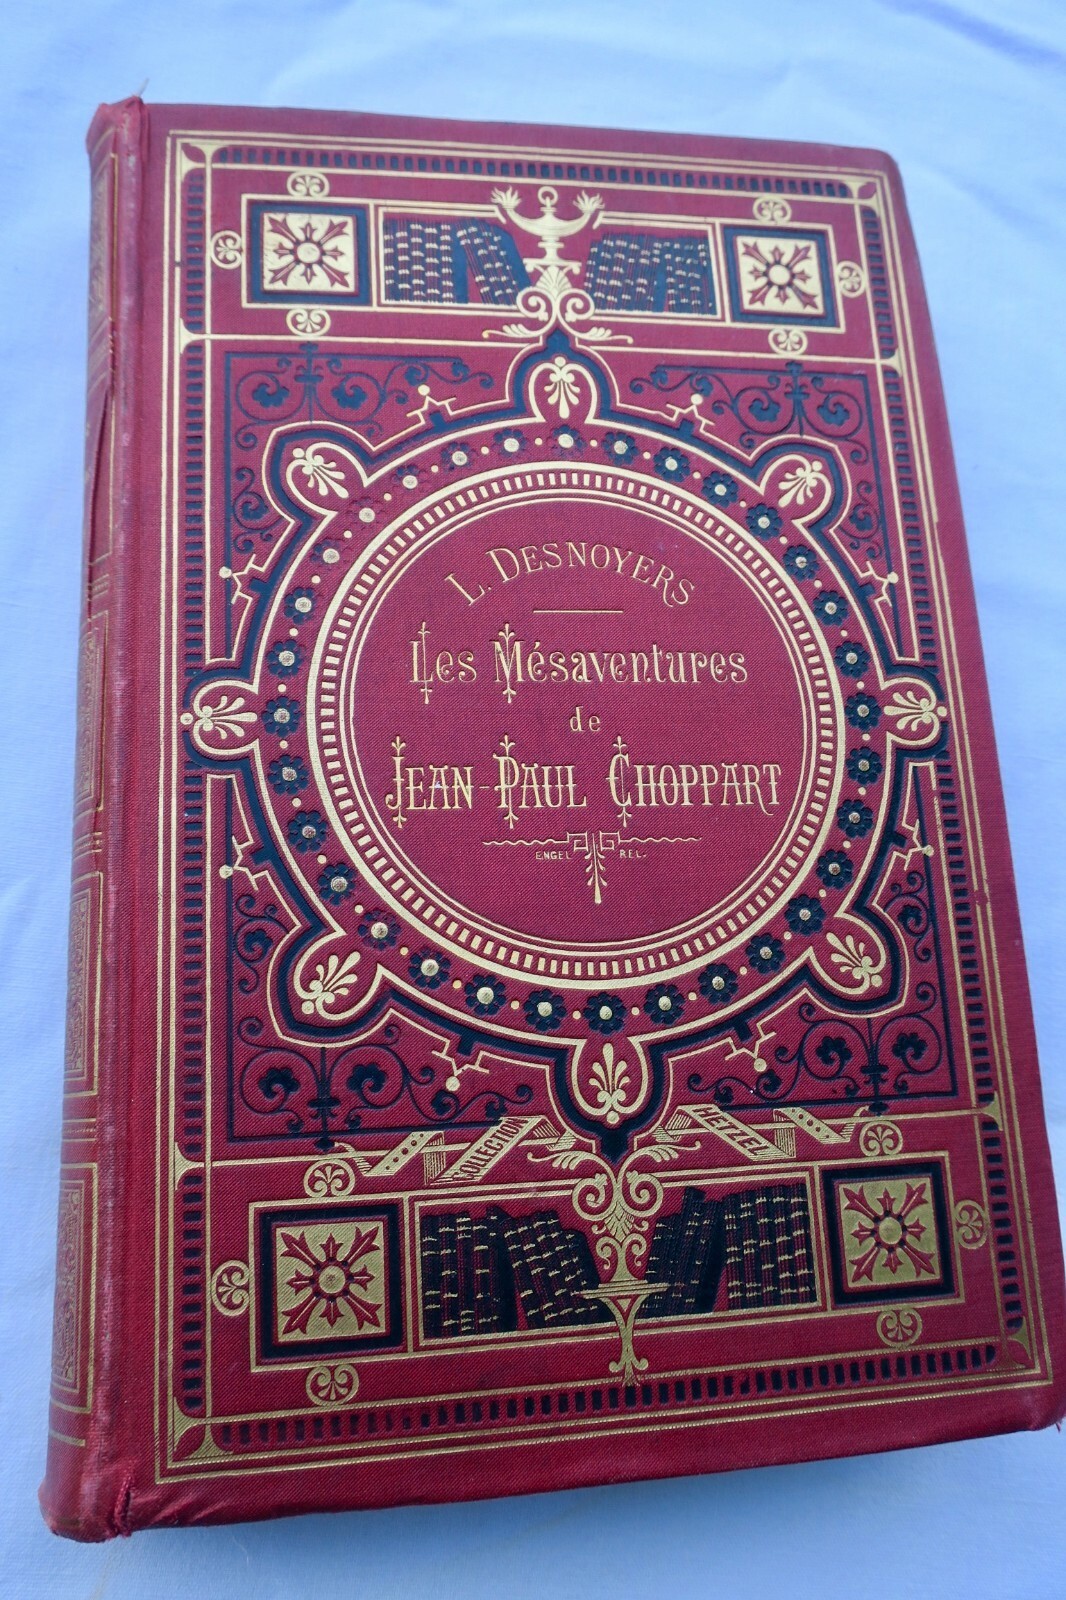 L. DESNOYERS
Les Mésaventures
de
JEAN-PAUL CHOPPART
ENGEL REL.
COLLECTION HETZEL